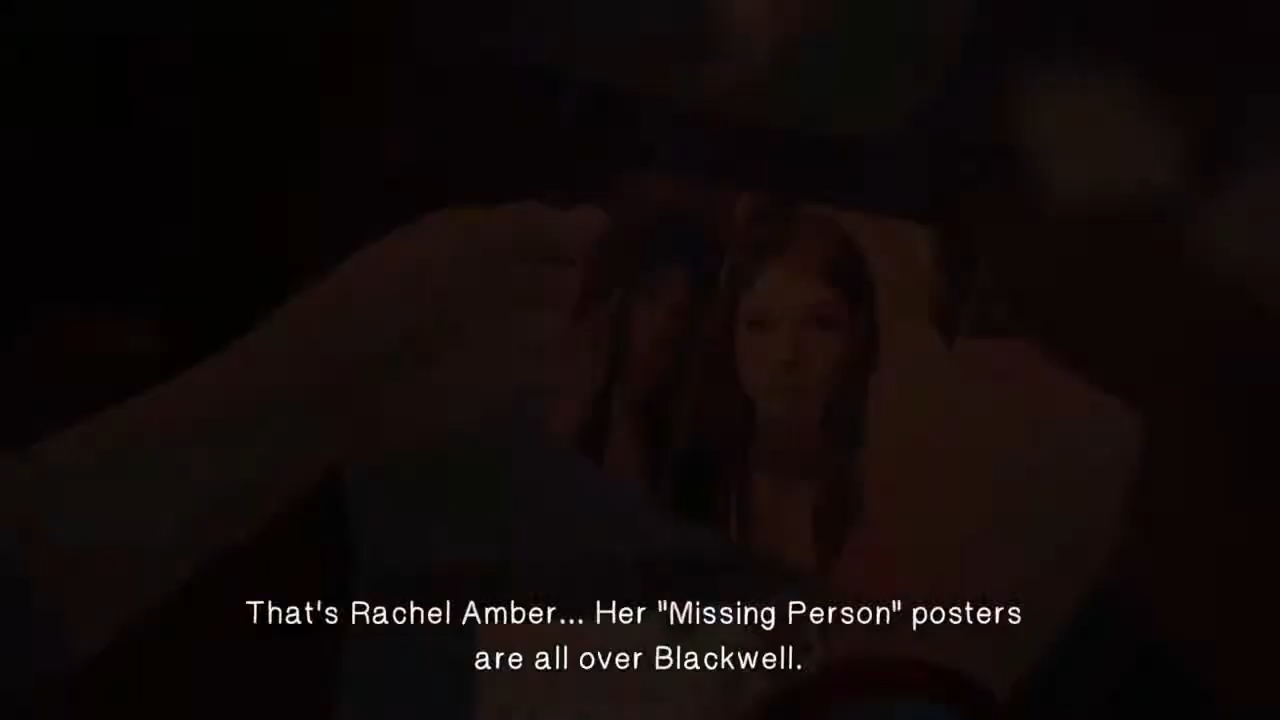 That's Rachel Amber... Her "Missing Person" posters
are all over Blackwell.